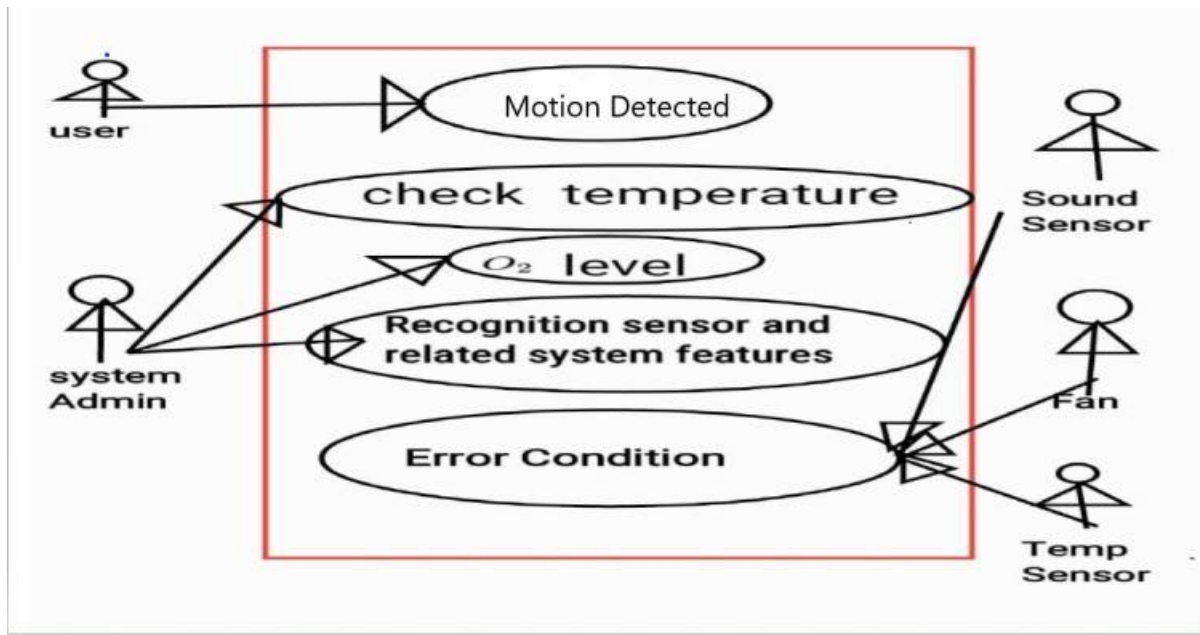 Motion Detected
user
check temperature
Sound
Sensor
O₂ level
Recognition sensor and
related system features
system
Admin
Fan
Error Condition
Temp
Sensor